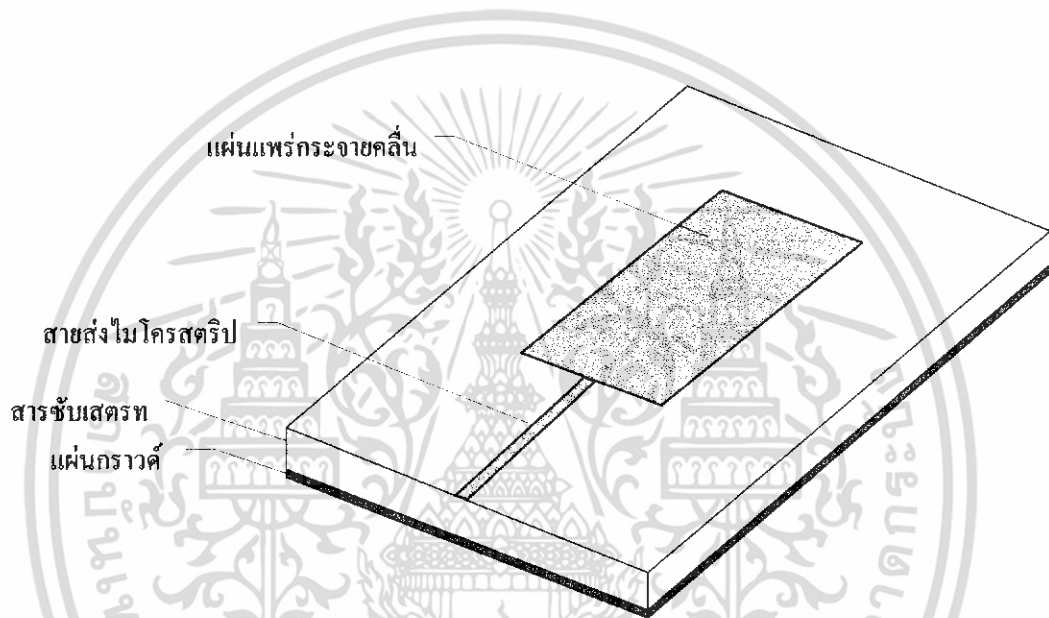 แผ่นแพร่กระจายคลื่น
สายส่งไมโครสตริป
สารซับเสตรท
แผ่นกราวด์